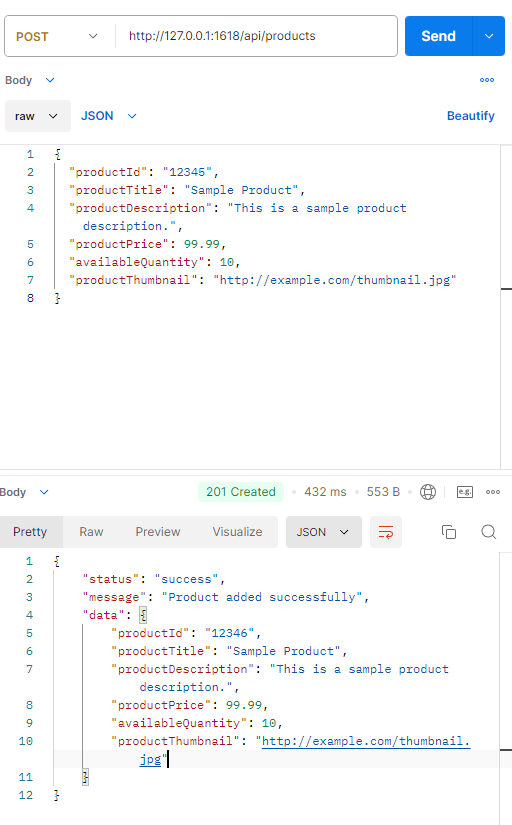 POST http://127.0.0.1:1618/api/products Send
Body
raw JSON Beautify
1 {
2 "productId": "12345",
3 "productTitle": "Sample Product",
4 "productDescription": "This is a sample product
description.",
5 "productPrice": 99.99,
6 "availableQuantity": 10,
7 "productThumbnail": "http://example.com/thumbnail.jpg"
8 }
Body 201 Created 432 ms 553 B e.g.
Pretty Raw Preview Visualize JSON
1 {
2 "status": "success",
3 "message": "Product added successfully",
4 "data": {
5 "productId": "12346",
6 "productTitle": "Sample Product",
7 "productDescription": "This is a sample product
description.",
8 "productPrice": 99.99,
9 "availableQuantity": 10,
10 "productThumbnail": "http://example.com/thumbnail.
jpg"
11 }
12 }